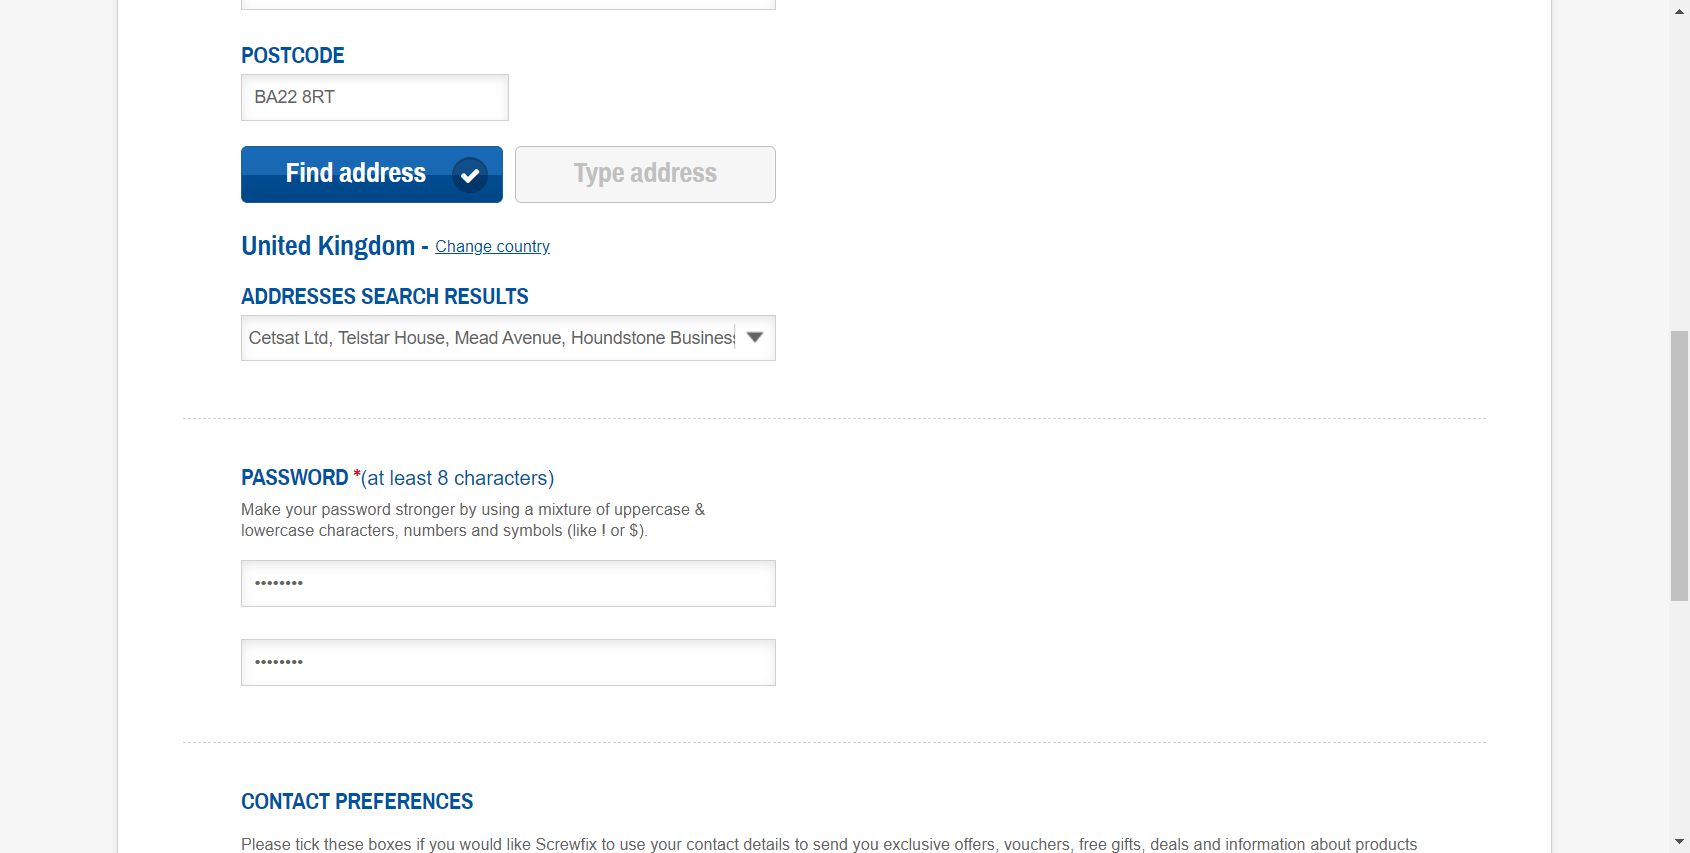 POSTCODE
BA22 8RT
Find address
Type address
United Kingdom - Change country
ADDRESSES SEARCH RESULTS
Cetsat Ltd, Telstar House, Mead Avenue, Houndstone Business
PASSWORD *(at least 8 characters)
Make your password stronger by using a mixture of uppercase &
lowercase characters, numbers and symbols (like ! or $).
••••••••
••••••••
CONTACT PREFERENCES
Please tick these boxes if you would like Screwfix to use your contact details to send you exclusive offers, vouchers, free gifts, deals and information about products